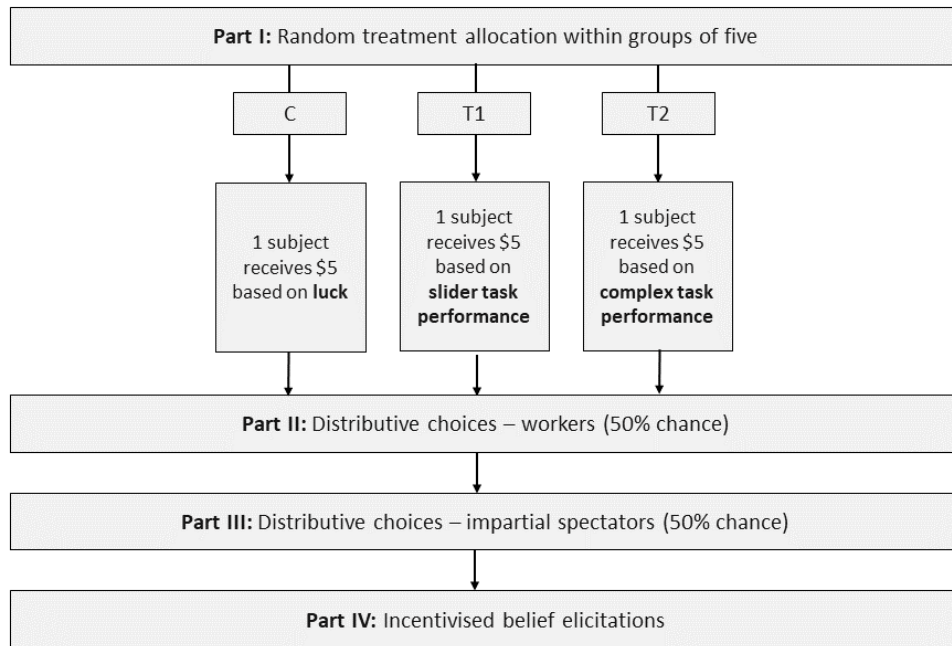 Part I: Random treatment allocation within groups of five
C
T1
T2
1 subject
receives $5
based on luck
1 subject
receives $5
based on
slider task
performance
1 subject
receives $5
based on
complex task
performance
Part II: Distributive choices – workers (50% chance)
Part III: Distributive choices – impartial spectators (50% chance)
Part IV: Incentivised belief elicitations